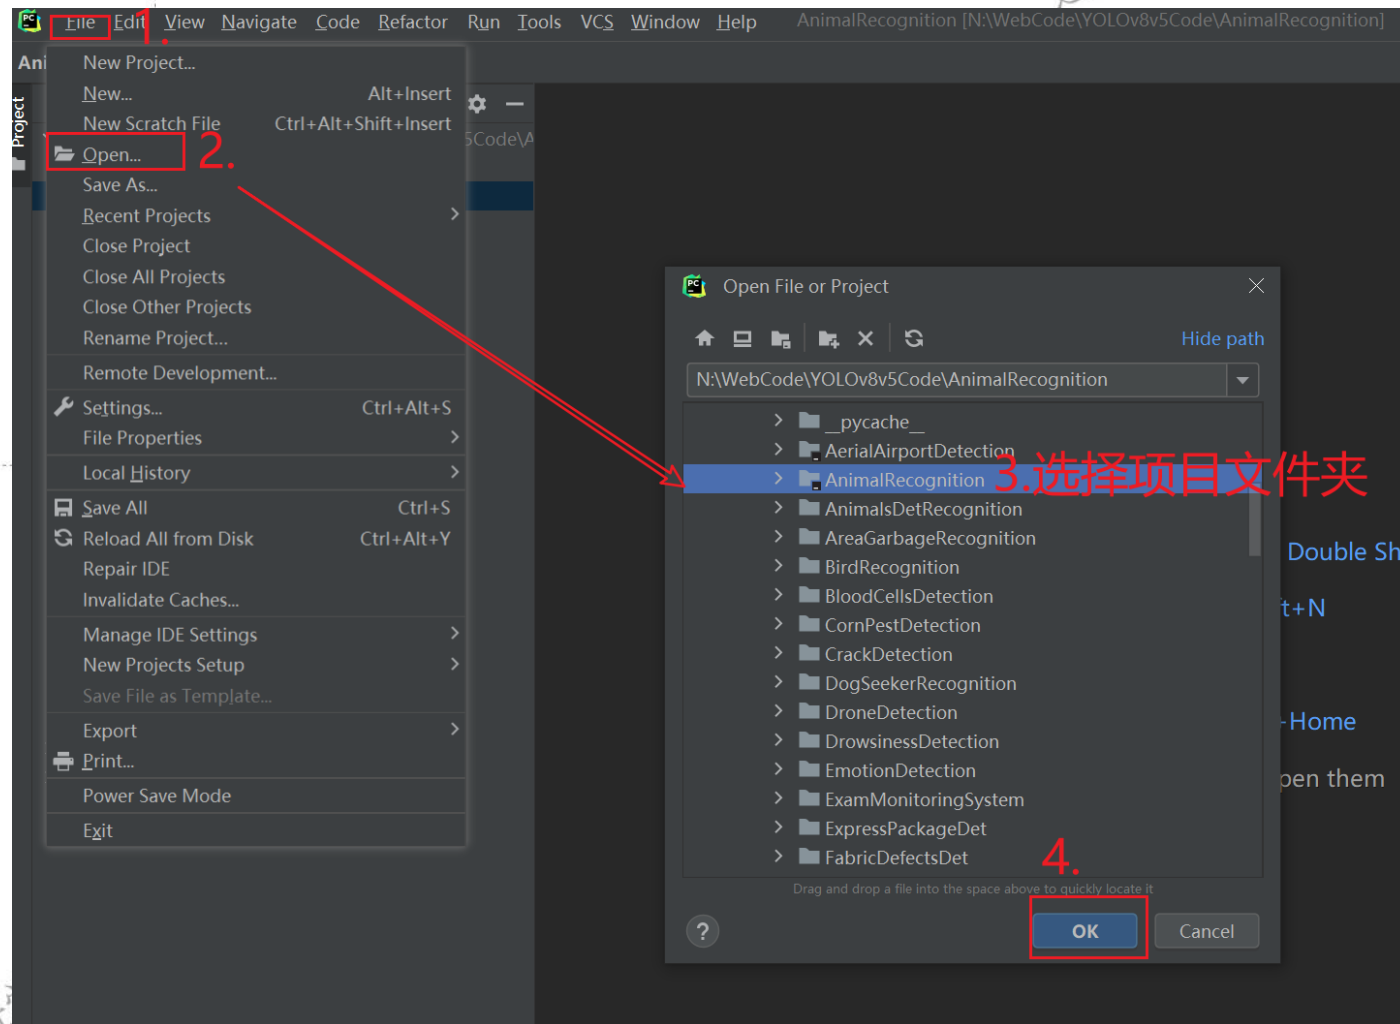 File Edit View Navigate Code Refactor Run Tools VCS Window Help AnimalRecognition [N:\WebCode\YOLOv8v5Code\AnimalRecognition]
1.
Ani
Project
New Project...
New... Alt+Insert
New Scratch File Ctrl+Alt+Shift+Insert
5Code\A
Open... 2.
Save As...
Recent Projects
Close Project
Close All Projects
Close Other Projects
Rename Project...
Remote Development...
Settings... Ctrl+Alt+S
File Properties
Local History
Save All Ctrl+S
Reload All from Disk Ctrl+Alt+Y
Repair IDE
Invalidate Caches...
Manage IDE Settings
New Projects Setup
Save File as Template...
Export
Print...
Power Save Mode
Exit
Open File or Project
Hide path
N:\WebCode\YOLOv8v5Code\AnimalRecognition
__pycache__
AerialAirportDetection
AnimalRecognition 3.选择项目文件夹
AnimalsDetRecognition
AreaGarbageRecognition
BirdRecognition
BloodCellsDetection
CornPestDetection
CrackDetection
DogSeekerRecognition
DroneDetection
DrowsinessDetection
EmotionDetection
ExamMonitoringSystem
ExpressPackageDet
FabricDefectsDet
4.
Drag and drop a file into the space above to quickly locate it
? OK Cancel
Double Sh
ft+N
-Home
pen them